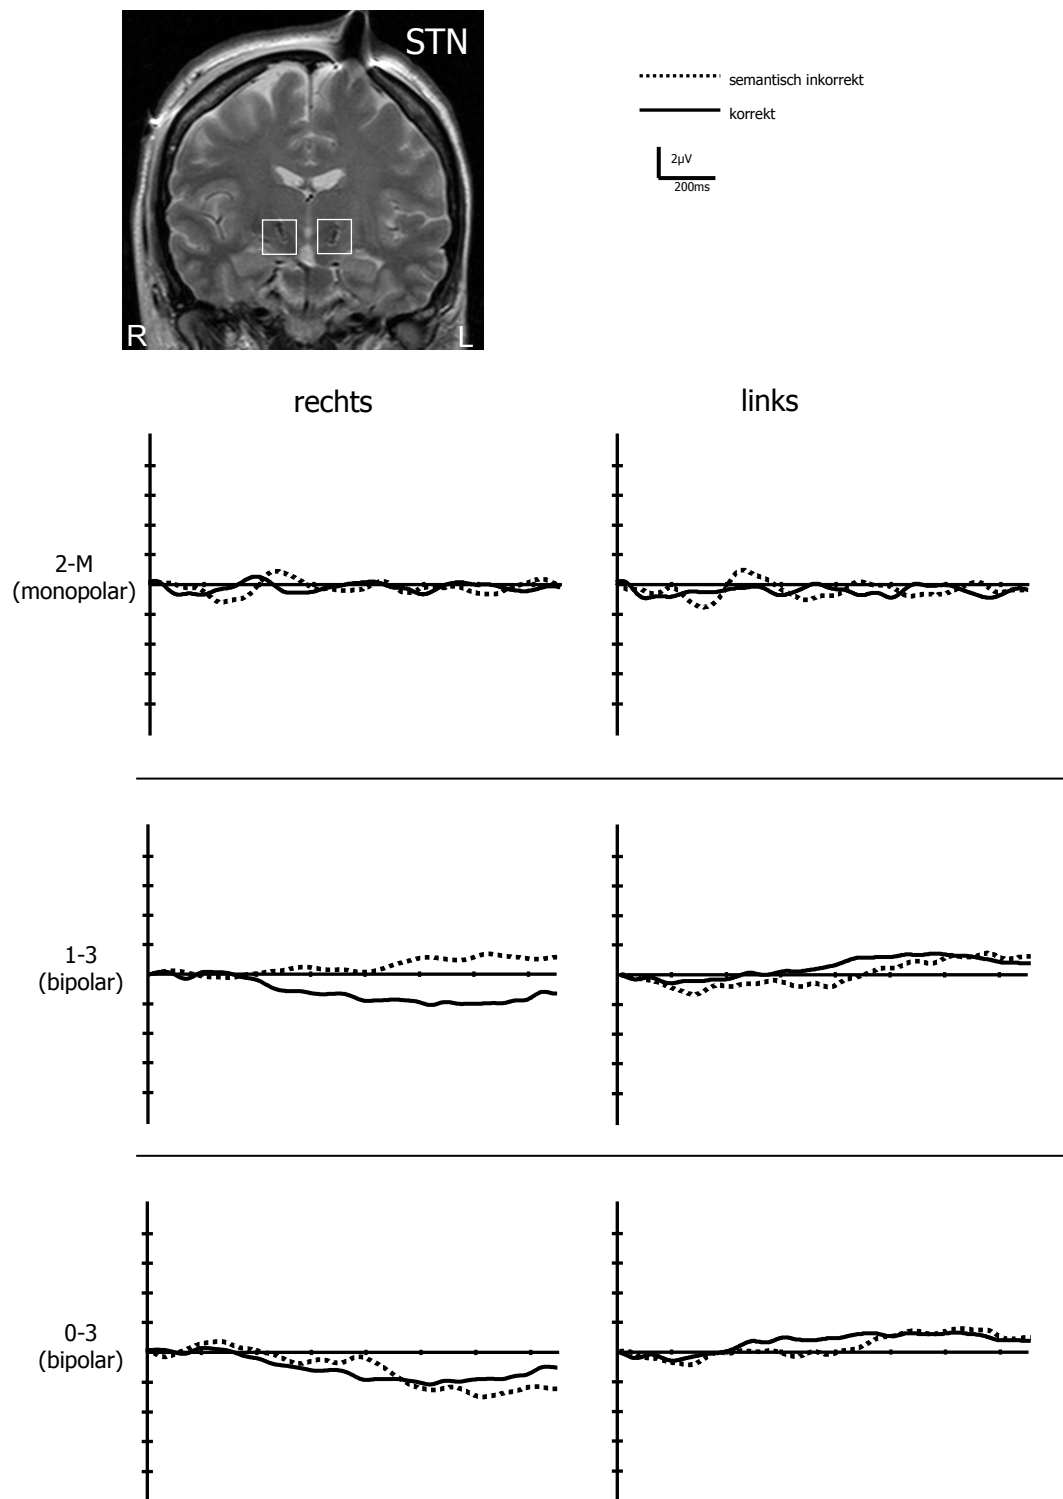 STN
semantisch inkorrekt
korrekt
2µV
200ms
R
L
rechts
links
2-M
(monopolar)
1-3
(bipolar)
0-3
(bipolar)